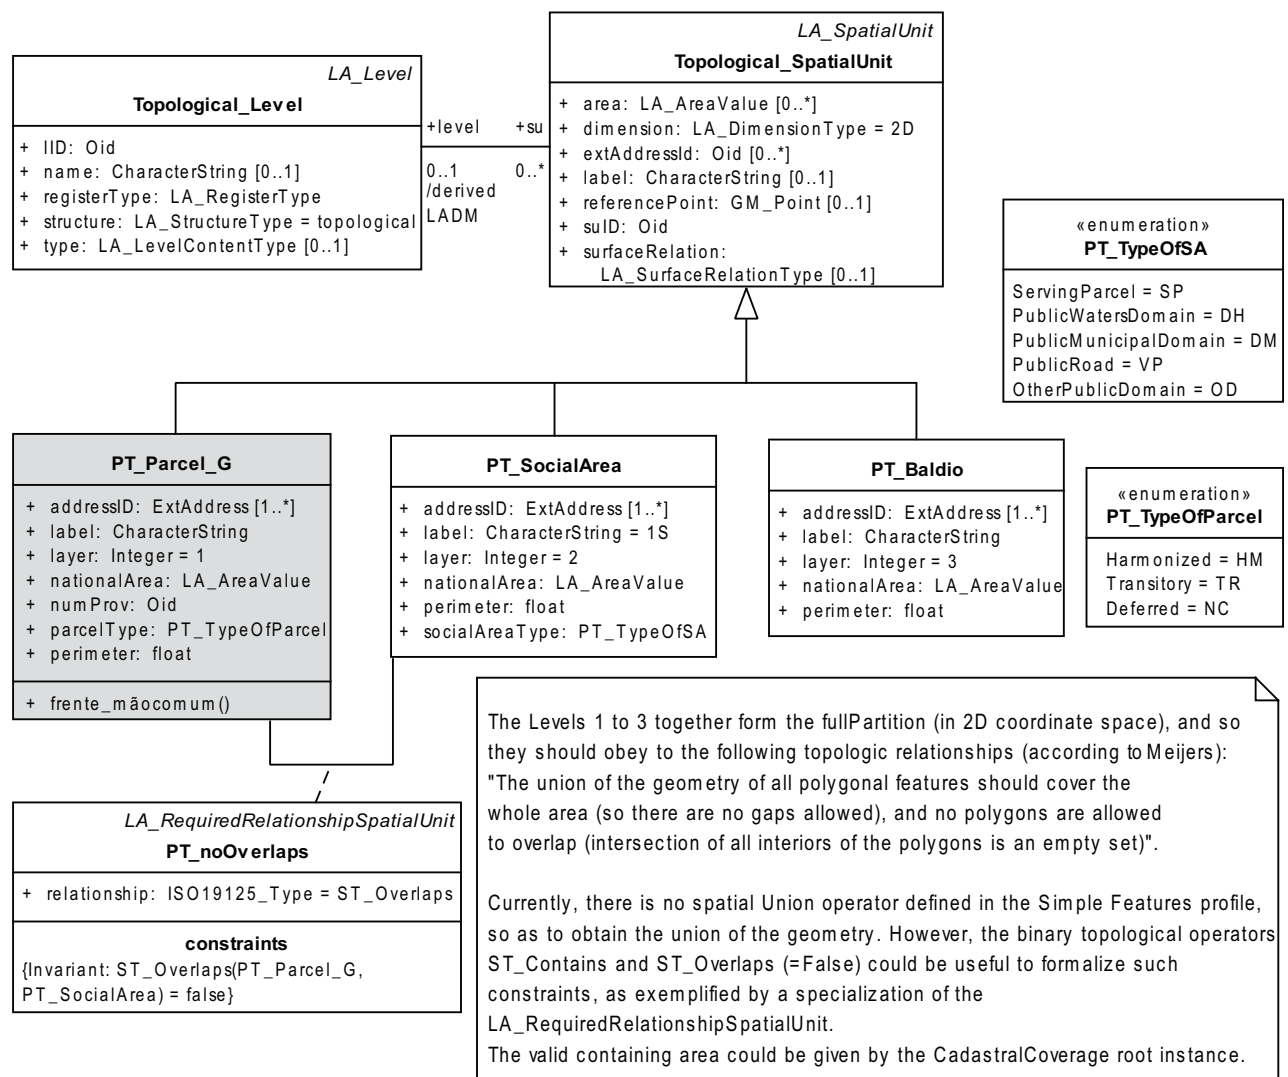 LA_Level
Topological_Level
+ lID: Oid
+ name: CharacterString [0..1]
+ registerType: LA_RegisterType
+ structure: LA_StructureType = topological
+ type: LA_LevelContentType [0..1]
+level +su
0..1 0..*
/derived
LADM
LA_SpatialUnit
Topological_SpatialUnit
+ area: LA_AreaValue [0..*]
+ dimension: LA_DimensionType = 2D
+ extAddressId: Oid [0..*]
+ label: CharacterString [0..1]
+ referencePoint: GM_Point [0..1]
+ suID: Oid
+ surfaceRelation:
LA_SurfaceRelationType [0..1]
«enumeration»
PT_TypeOfSA
ServingParcel = SP
PublicWatersDomain = DH
PublicMunicipalDomain = DM
PublicRoad = VP
OtherPublicDomain = OD
PT_Parcel_G
+ addressID: ExtAddress [1..*]
+ label: CharacterString
+ layer: Integer = 1
+ nationalArea: LA_AreaValue
+ numProv: Oid
+ parcelType: PT_TypeOfParcel
+ perimeter: float
+ frente_mãocomum()
PT_SocialArea
+ addressID: ExtAddress [1..*]
+ label: CharacterString = 1S
+ layer: Integer = 2
+ nationalArea: LA_AreaValue
+ perimeter: float
+ socialAreaType: PT_TypeOfSA
PT_Baldio
+ addressID: ExtAddress [1..*]
+ label: CharacterString
+ layer: Integer = 3
+ nationalArea: LA_AreaValue
+ perimeter: float
«enumeration»
PT_TypeOfParcel
Harmonized = HM
Transitory = TR
Deferred = NC
LA_RequiredRelationshipSpatialUnit
PT_noOverlaps
+ relationship: ISO19125_Type = ST_Overlaps
constraints
{Invariant: ST_Overlaps(PT_Parcel_G,
PT_SocialArea) = false}
The Levels 1 to 3 together form the fullPartition (in 2D coordinate space), and so
they should obey to the following topologic relationships (according to Meijers):
"The union of the geometry of all polygonal features should cover the
whole area (so there are no gaps allowed), and no polygons are allowed
to overlap (intersection of all interiors of the polygons is an empty set)".
Currently, there is no spatial Union operator defined in the Simple Features profile,
so as to obtain the union of the geometry. However, the binary topological operators
ST_Contains and ST_Overlaps (=False) could be useful to formalize such
constraints, as exemplified by a specialization of the
LA_RequiredRelationshipSpatialUnit.
The valid containing area could be given by the CadastralCoverage root instance.